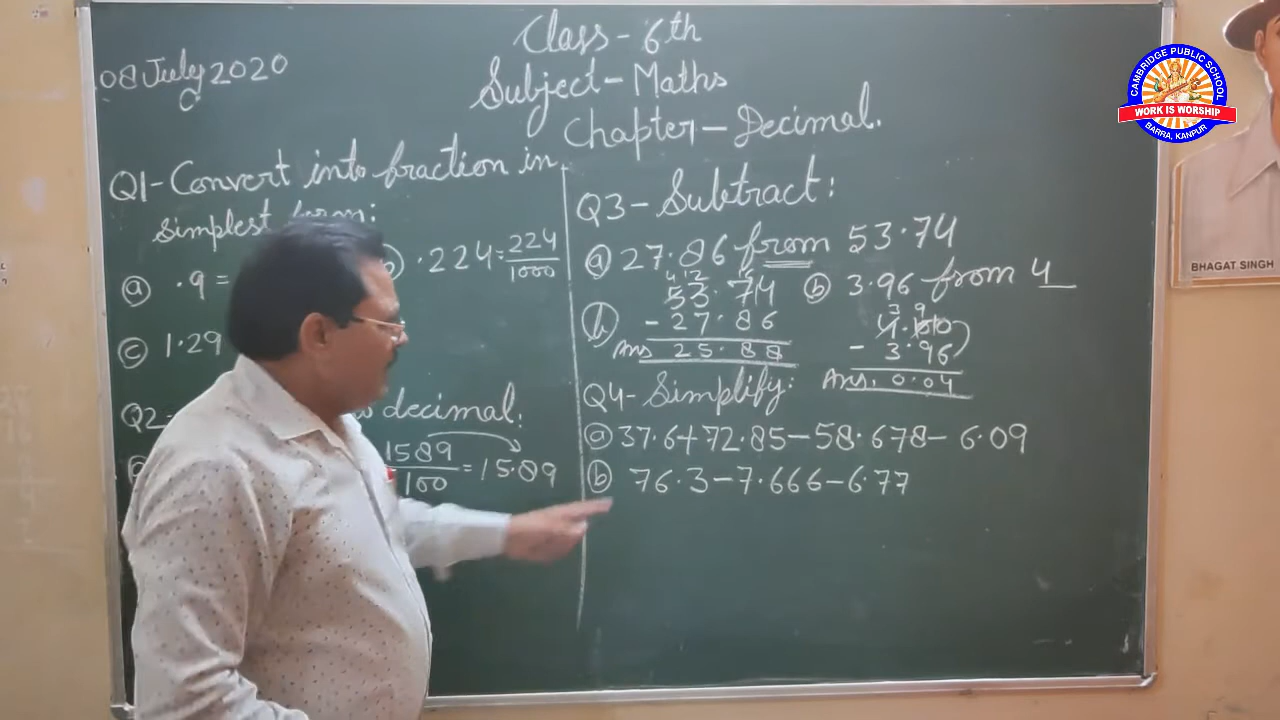 08 July 2020
Class - 6th
Subject - Maths
Chapter - Decimal.
Q1 - Convert into fraction in
simplest form:
(a) .9 =
.224 = 224/1000
(c) 1.29
Q2 -
decimal:
1589/100 = 15.89
Q3 - Subtract:
(a) 27.86 from 53.74
(b) 3.96 from 4
53.74
- 27.86
Ans 25.88
4.00
- 3.96
Ans. 0.04
Q4 - Simplify:
(a) 37.6+72.85-58.678-6.09
(b) 76.3-7.666-6.77
CAMBRIDGE PUBLIC SCHOOL
WORK IS WORSHIP
BARRA, KANPUR
BHAGAT SINGH